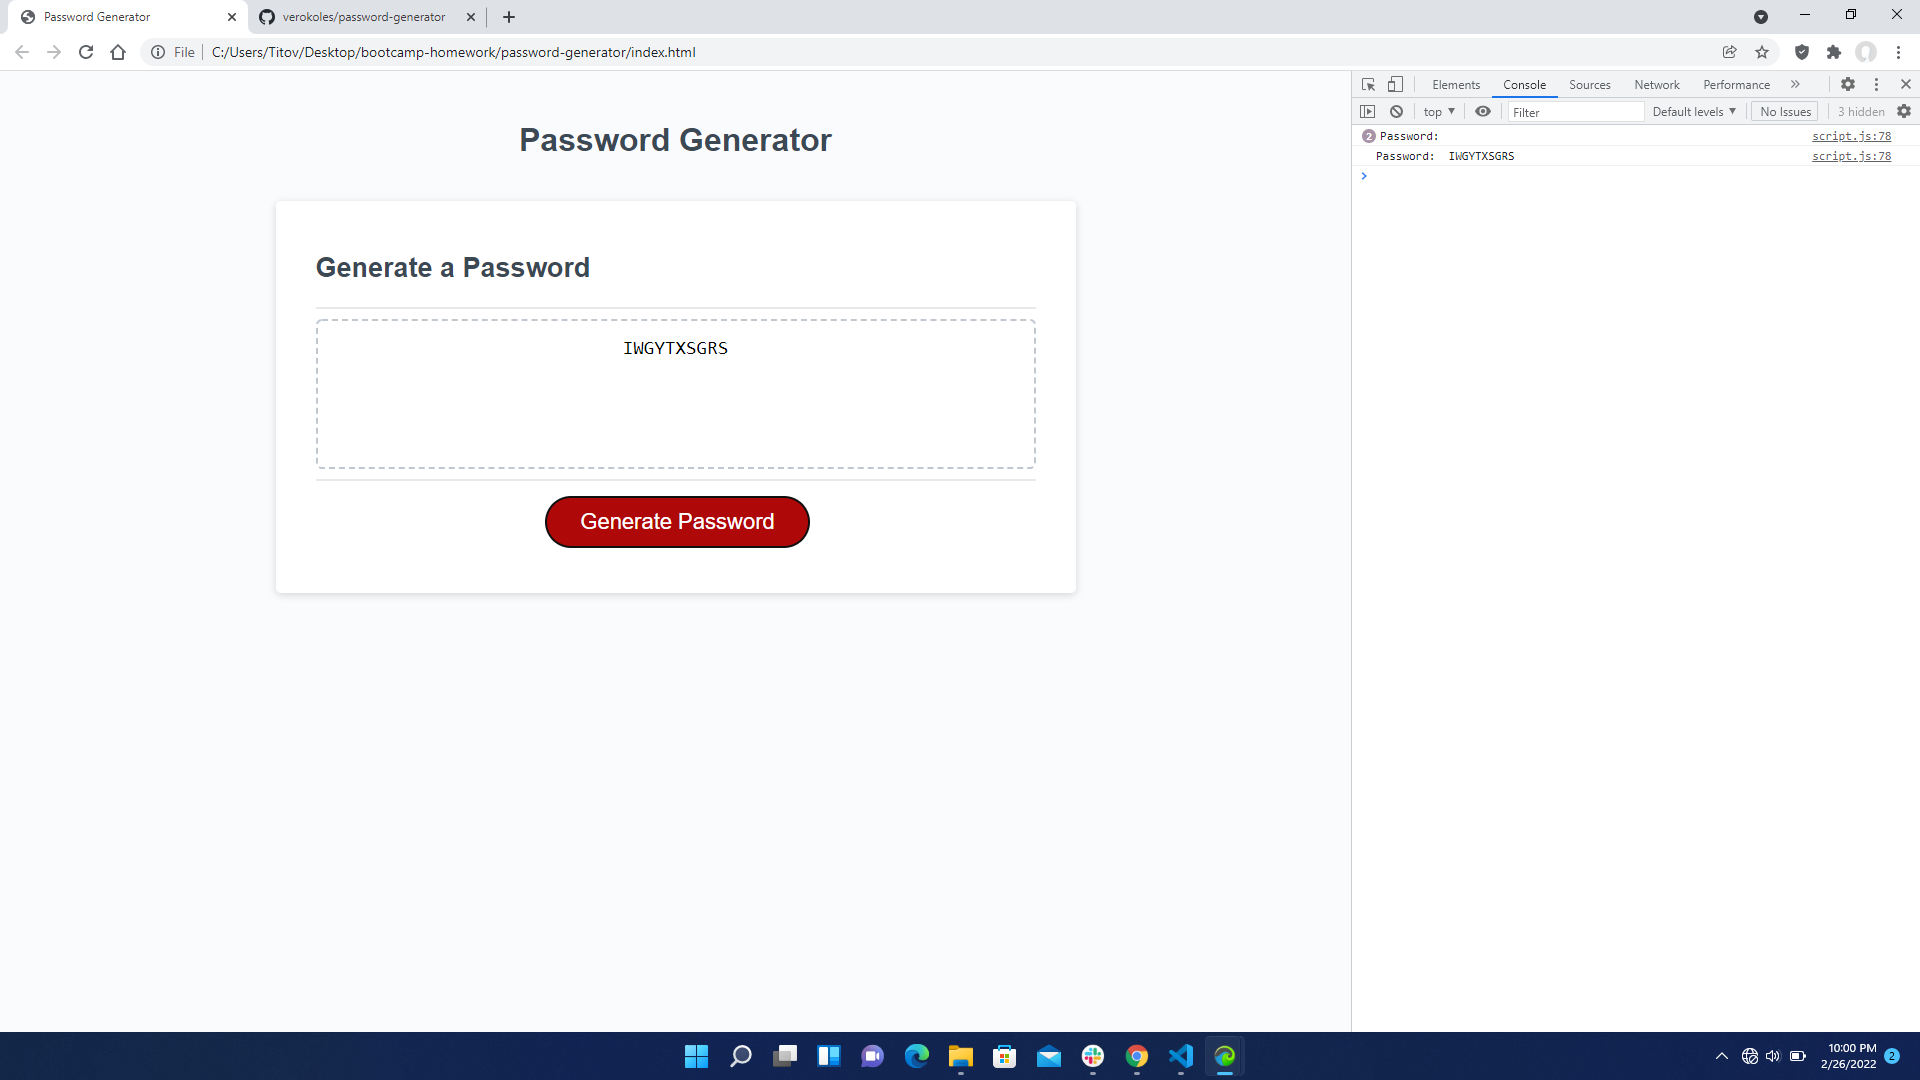 Password Generator
verokoles/password-generator
File
C:/Users/Titov/Desktop/bootcamp-homework/password-generator/index.html
Elements Console Sources Network Performance
top Filter Default levels No Issues 3 hidden
2 Password: script.js:78
Password: IWGYTXSGRS script.js:78
Password Generator
Generate a Password
IWGYTXSGRS
Generate Password
10:00 PM
2/26/2022
2